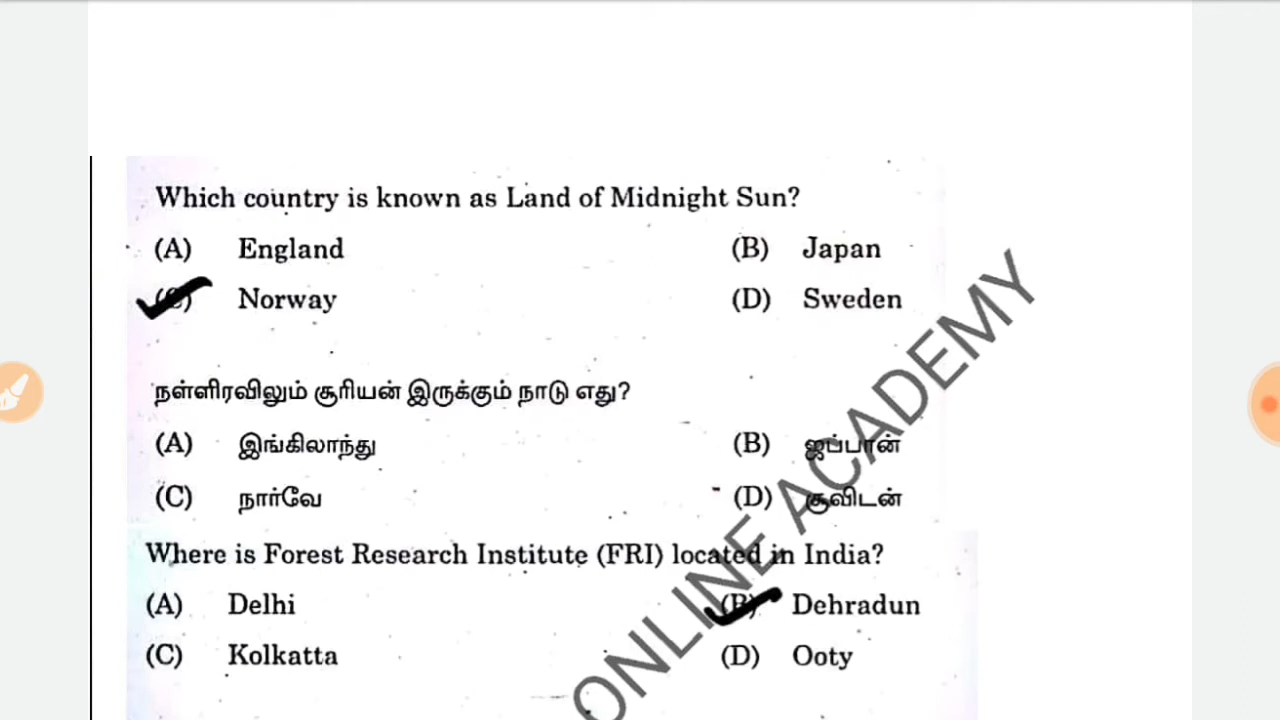 Which country is known as Land of Midnight Sun?
(A) England (B) Japan
(C) Norway (D) Sweden
நள்ளிரவிலும் சூரியன் இருக்கும் நாடு எது?
(A) இங்கிலாந்து (B) ஜப்பான்
(C) நார்வே (D) சுவிடன்
Where is Forest Research Institute (FRI) located in India?
(A) Delhi (B) Dehradun
(C) Kolkatta (D) Ooty
ONLINE ACADEMY